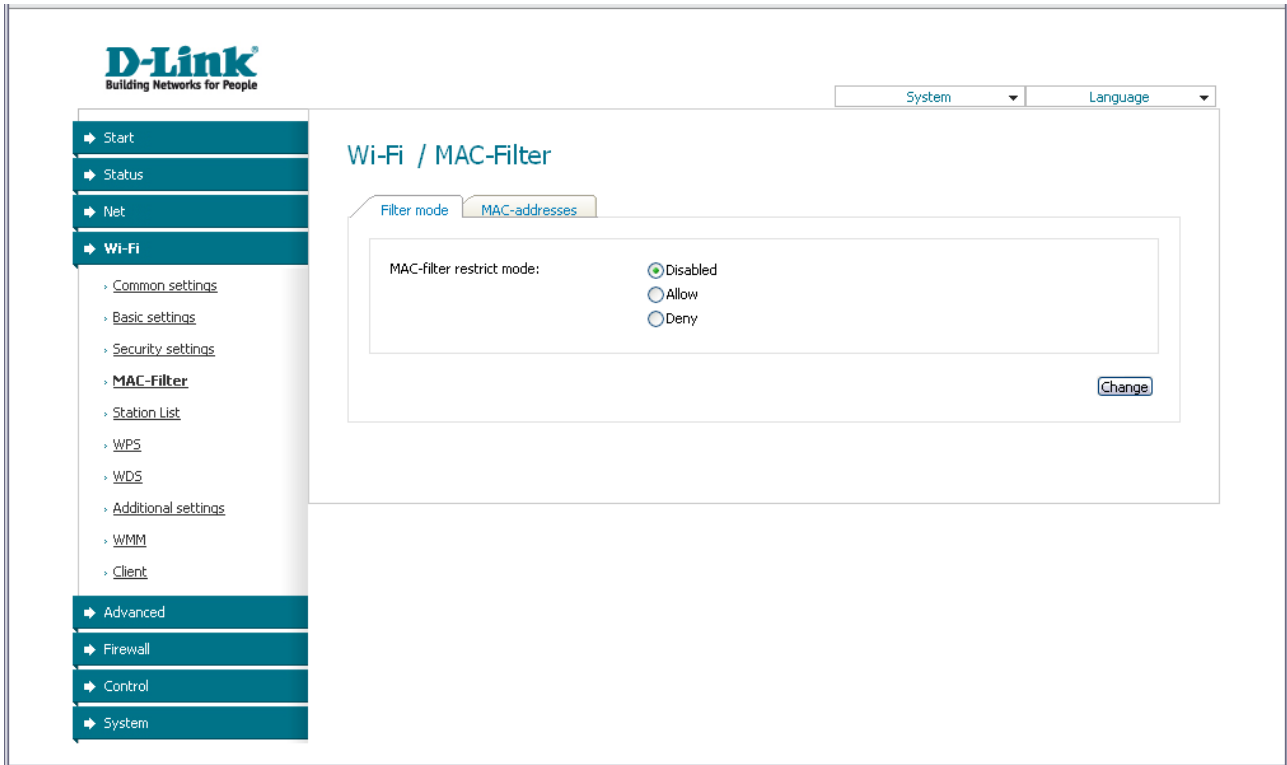 D-Link®
Building Networks for People
System
Language
Start
Status
Net
Wi-Fi
Common settings
Basic settings
Security settings
MAC-Filter
Station List
WPS
WDS
Additional settings
WMM
Client
Advanced
Firewall
Control
System
Wi-Fi / MAC-Filter
Filter mode
MAC-addresses
MAC-filter restrict mode:
Disabled
Allow
Deny
Change